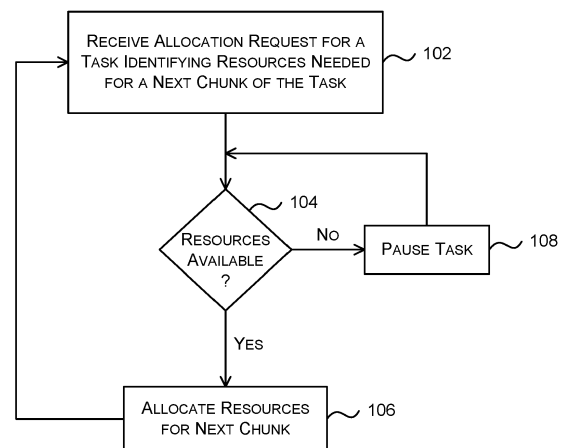 RECEIVE ALLOCATION REQUEST FOR A
TASK IDENTIFYING RESOURCES NEEDED
FOR A NEXT CHUNK OF THE TASK
102
104
RESOURCES
AVAILABLE
?
NO
PAUSE TASK
108
YES
ALLOCATE RESOURCES
FOR NEXT CHUNK
106